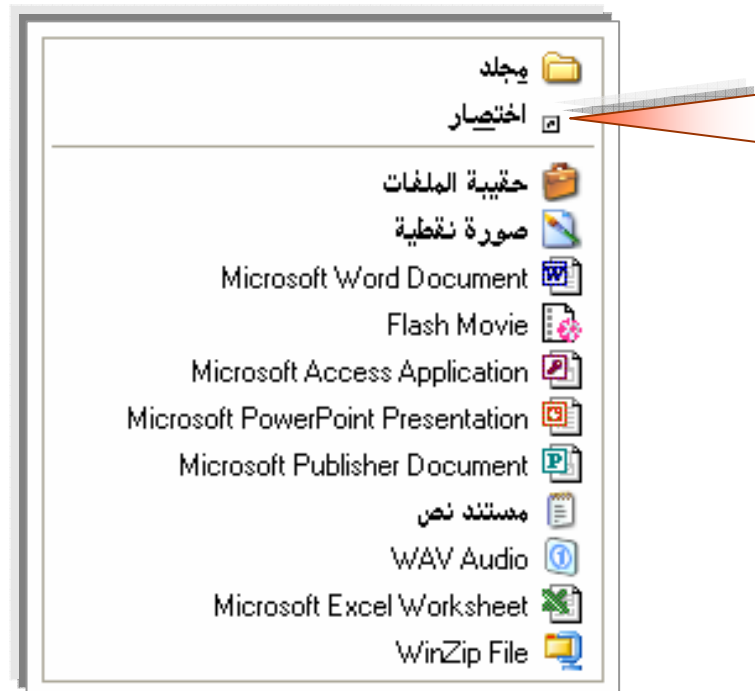 مجلد
اختصار
حقيبة الملفات
صورة نقطية
Microsoft Word Document
Flash Movie
Microsoft Access Application
Microsoft PowerPoint Presentation
Microsoft Publisher Document
مستند نص
WAV Audio
Microsoft Excel Worksheet
WinZip File